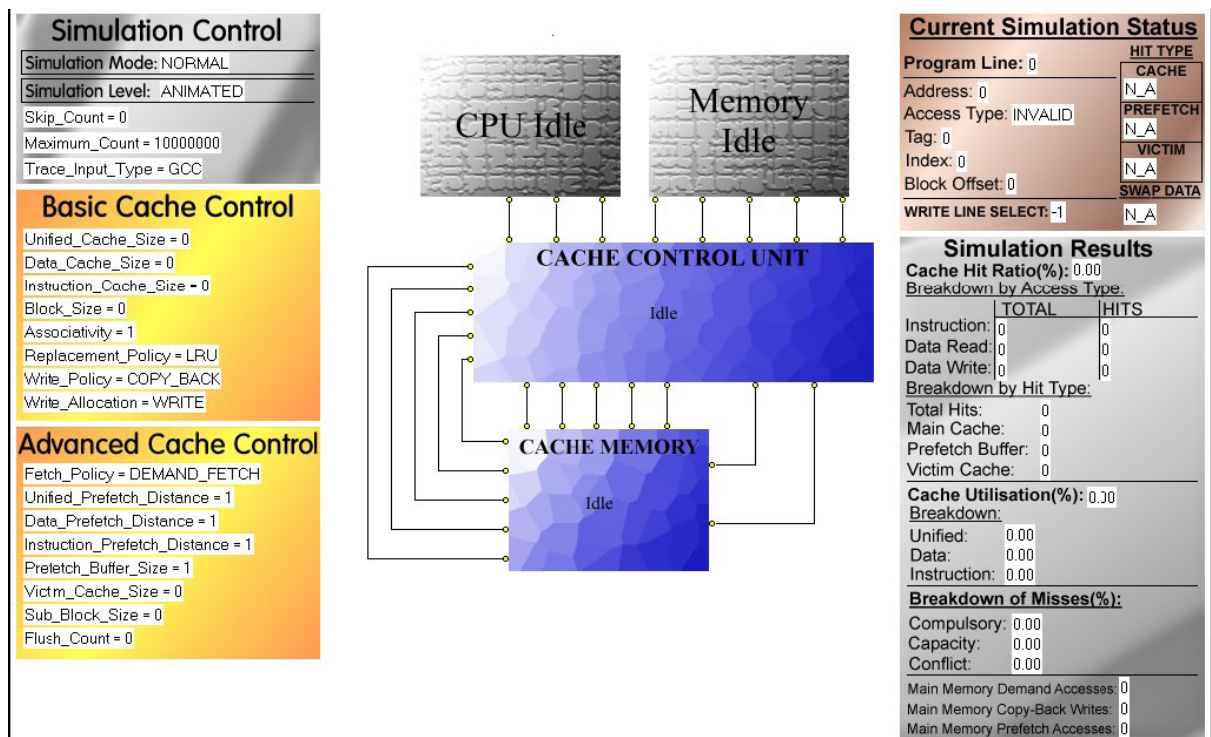 Simulation Control
Simulation Mode: NORMAL
Simulation Level: ANIMATED
Skip_Count = 0
Maximum_Count = 10000000
Trace_Input_Type = GCC
Basic Cache Control
Unified_Cache_Size = 0
Data_Cache_Size = 0
Instruction_Cache_Size = 0
Block_Size = 0
Associativity = 1
Replacement_Policy = LRU
Write_Policy = COPY_BACK
Write_Allocation = WRITE
Advanced Cache Control
Fetch_Policy = DEMAND_FETCH
Unified_Prefetch_Distance = 1
Data_Prefetch_Distance = 1
Instruction_Prefetch_Distance = 1
Prefetch_Buffer_Size = 1
Victm_Cache_Size = 0
Sub_Block_Size = 0
Flush_Count = 0
CPU Idle
Memory
Idle
CACHE CONTROL UNIT
Idle
CACHE MEMORY
Idle
Current Simulation Status
Program Line: 0
Address: 0
Access Type: INVALID
Tag: 0
Index: 0
Block Offset: 0
WRITE LINE SELECT: -1
HIT TYPE
CACHE
N_A
PREFETCH
N_A
VICTIM
N_A
SWAP DATA
N_A
Simulation Results
Cache Hit Ratio(%): 0.00
Breakdown by Access Type:
TOTAL HITS
Instruction: 0 0
Data Read: 0 0
Data Write: 0 0
Breakdown by Hit Type:
Total Hits: 0
Main Cache: 0
Prefetch Buffer: 0
Victim Cache: 0
Cache Utilisation(%): 0.00
Breakdown:
Unified: 0.00
Data: 0.00
Instruction: 0.00
Breakdown of Misses(%):
Compulsory: 0.00
Capacity: 0.00
Conflict: 0.00
Main Memory Demand Accesses: 0
Main Memory Copy-Back Writes: 0
Main Memory Prefetch Accesses: 0